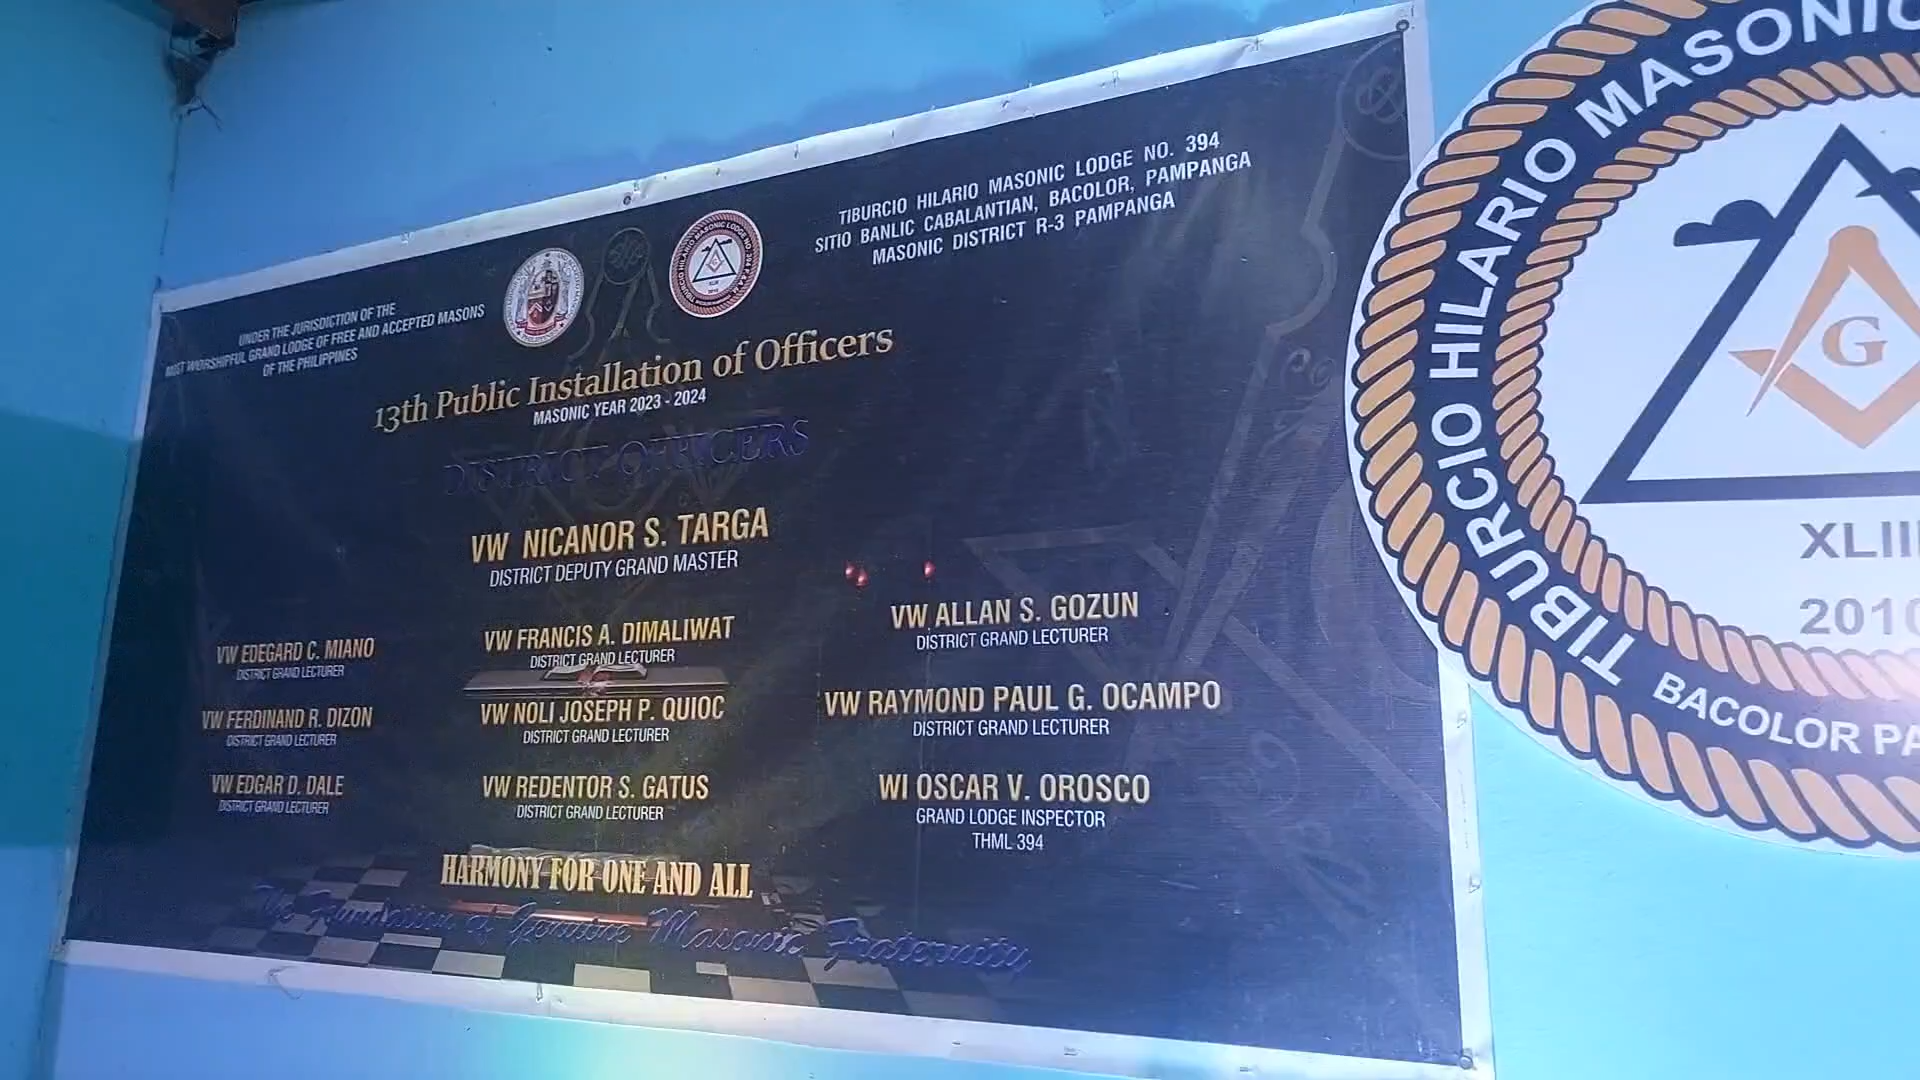 UNDER THE JURISDICTION OF THE
MOST WORSHIPFUL GRAND LODGE OF FREE AND ACCEPTED MASONS
OF THE PHILIPPINES
TIBURCIO HILARIO MASONIC LODGE NO. 394
SITIO BANLIC CABALANTIAN, BACOLOR, PAMPANGA
MASONIC DISTRICT R-3 PAMPANGA
13th Public Installation of Officers
MASONIC YEAR 2023 - 2024
DISTRICT OFFICERS
VW NICANOR S. TARGA
DISTRICT DEPUTY GRAND MASTER
VW EDEGARD C. MIANO
DISTRICT GRAND LECTURER
VW FERDINAND R. DIZON
DISTRICT GRAND LECTURER
VW EDGAR D. DALE
DISTRICT GRAND LECTURER
VW FRANCIS A. DIMALIWAT
DISTRICT GRAND LECTURER
VW NOLI JOSEPH P. QUIOC
DISTRICT GRAND LECTURER
VW REDENTOR S. GATUS
DISTRICT GRAND LECTURER
VW ALLAN S. GOZUN
DISTRICT GRAND LECTURER
VW RAYMOND PAUL G. OCAMPO
DISTRICT GRAND LECTURER
WI OSCAR V. OROSCO
GRAND LODGE INSPECTOR
THML 394
HARMONY FOR ONE AND ALL
The Foundation of Genuine Masonic Fraternity
TIBURCIO HILARIO MASONIC
G
XLIII
2010
BACOLOR PA